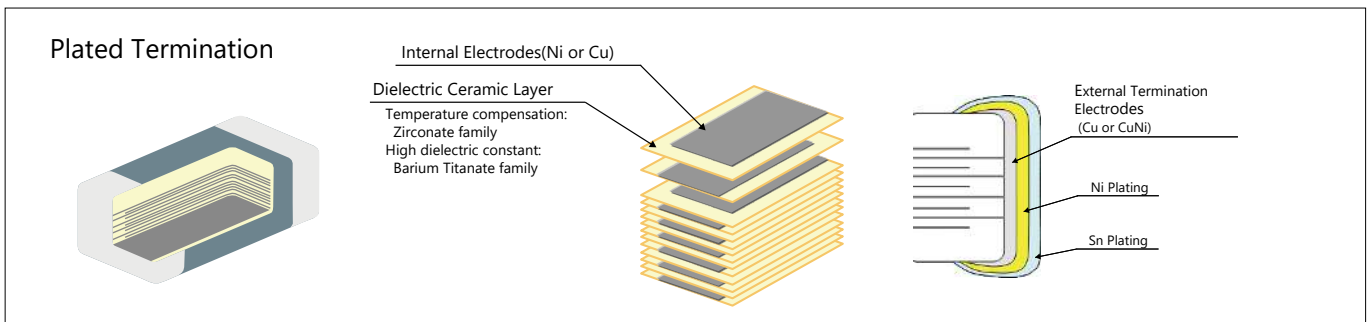 Plated Termination
Internal Electrodes(Ni or Cu)
Dielectric Ceramic Layer
Temperature compensation:
Zirconate family
High dielectric constant:
Barium Titanate family
External Termination
Electrodes
(Cu or CuNi)
Ni Plating
Sn Plating